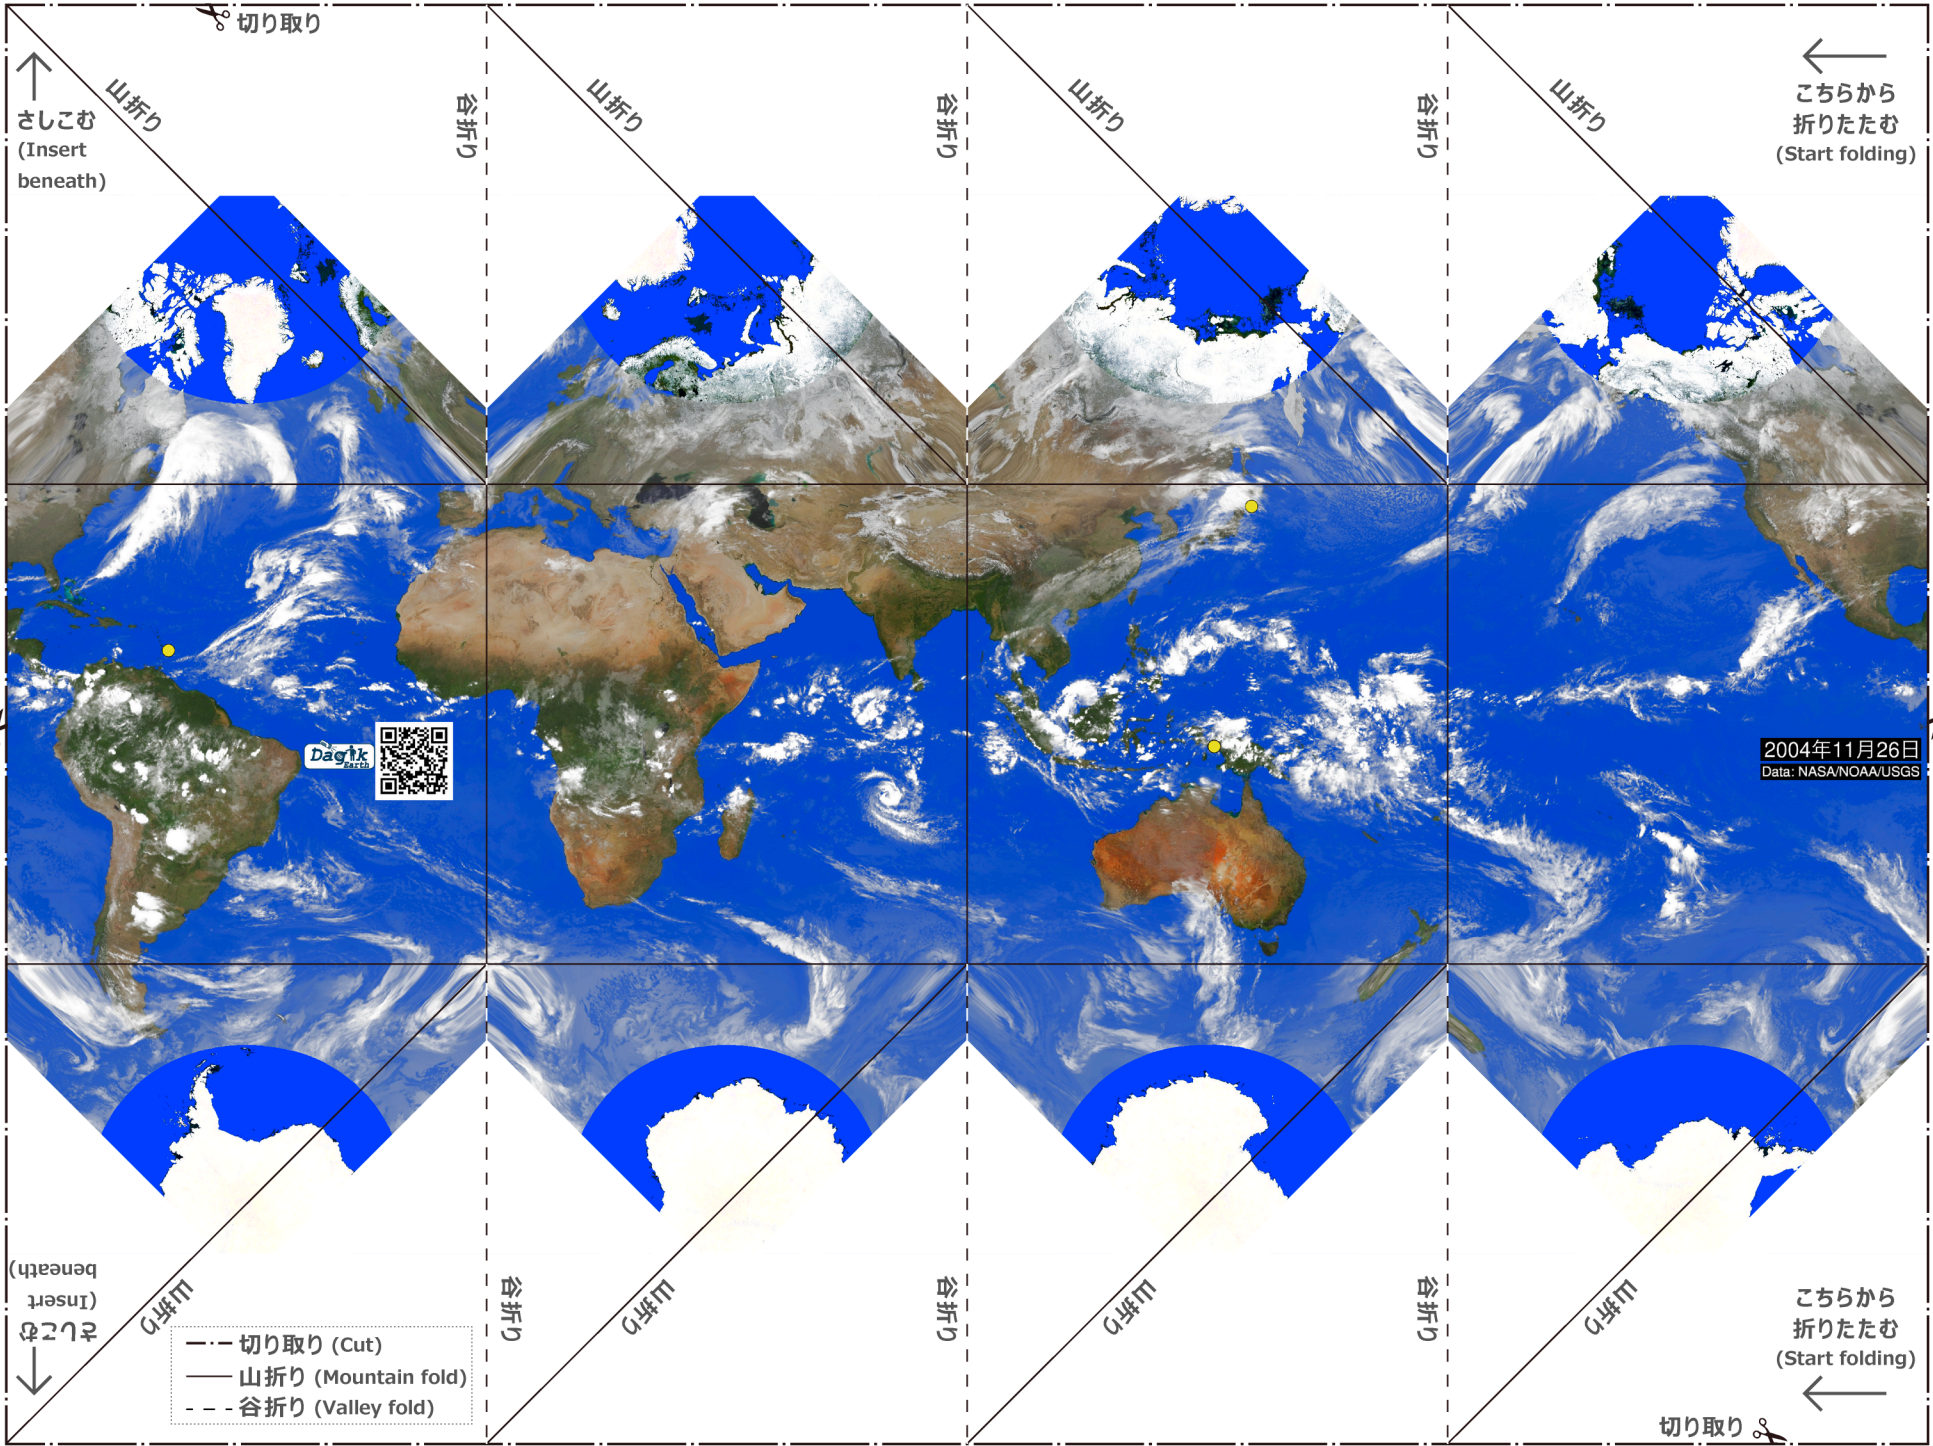 切り取り
さしこむ
(Insert
beneath)
山折り
谷折り
山折り
谷折り
山折り
谷折り
山折り
こちらから
折りたたむ
(Start folding)
Dagik
Earth
2004年11月26日
Data: NASA/NOAA/USGS
さしこむ
(Insert
beneath)
山折り
谷折り
山折り
谷折り
山折り
谷折り
山折り
こちらから
折りたたむ
(Start folding)
切り取り (Cut)
山折り (Mountain fold)
谷折り (Valley fold)
切り取り